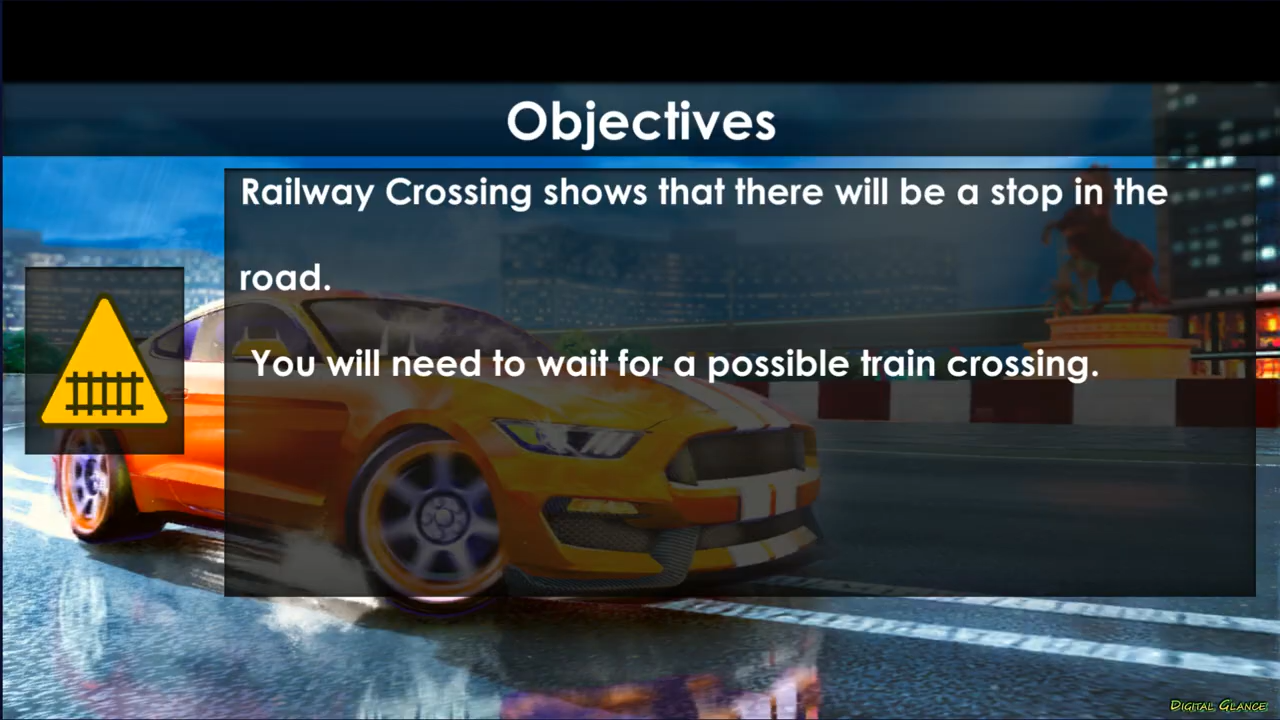 Objectives
Railway Crossing shows that there will be a stop in the
road.
You will need to wait for a possible train crossing.
Digital Glance